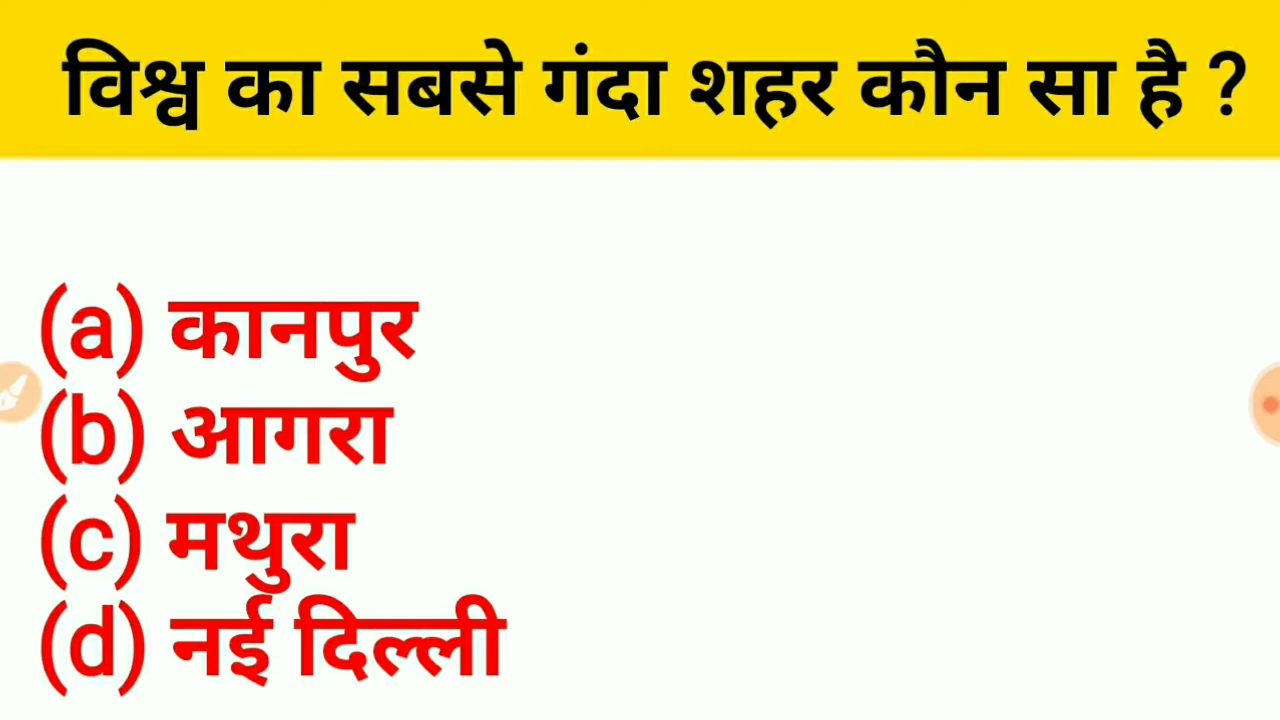 विश्व का सबसे गंदा शहर कौन सा है ?
(a) कानपुर
(b) आगरा
(c) मथुरा
(d) नई दिल्ली